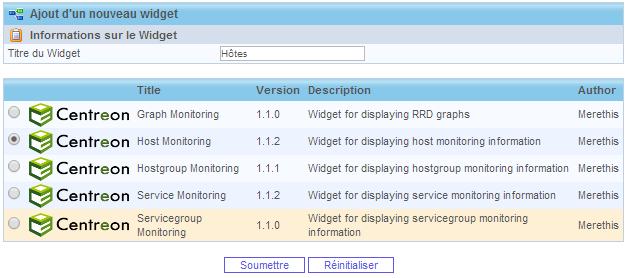 Ajout d'un nouveau widget
Informations sur le Widget
Titre du Widget Hôtes
Title Version Description Author
Centreon Graph Monitoring 1.1.0 Widget for displaying RRD graphs Merethis
Centreon Host Monitoring 1.1.2 Widget for displaying host monitoring information Merethis
Centreon Hostgroup Monitoring 1.1.1 Widget for displaying hostgroup monitoring information Merethis
Centreon Service Monitoring 1.1.2 Widget for displaying service monitoring information Merethis
Centreon Servicegroup Monitoring 1.1.0 Widget for displaying servicegroup monitoring information Merethis
Soumettre Réinitialiser